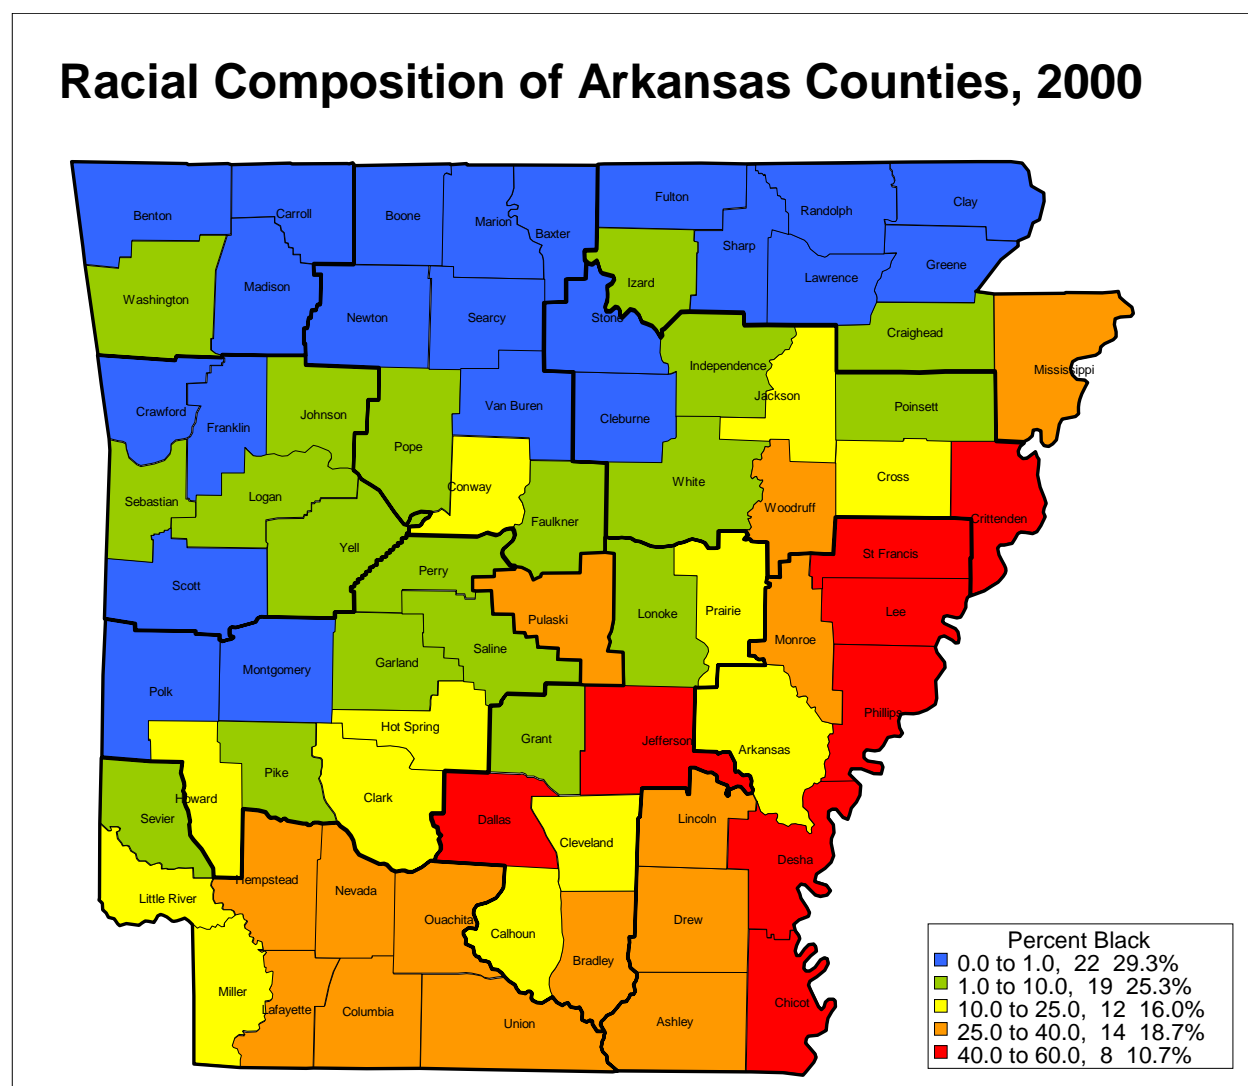 Racial Composition of Arkansas Counties, 2000
Benton
Carroll
Boone
Marion
Baxter
Fulton
Randolph
Clay
Sharp
Greene
Washington
Madison
Izard
Lawrence
Newton
Searcy
Stone
Craighead
Mississippi
Independence
Jackson
Crawford
Franklin
Johnson
Van Buren
Cleburne
Poinsett
Pope
Sebastian
Logan
Conway
White
Cross
Woodruff
Faulkner
Crittenden
Yell
St Francis
Scott
Perry
Pulaski
Lonoke
Prairie
Lee
Monroe
Saline
Garland
Montgomery
Polk
Hot Spring
Phillips
Grant
Jefferson
Arkansas
Pike
Howard
Clark
Sevier
Dallas
Lincoln
Cleveland
Desha
Hempstead
Nevada
Little River
Ouachita
Drew
Calhoun
Bradley
Miller
Lafayette
Columbia
Union
Ashley
Chicot
Percent Black
0.0 to 1.0, 22 29.3%
1.0 to 10.0, 19 25.3%
10.0 to 25.0, 12 16.0%
25.0 to 40.0, 14 18.7%
40.0 to 60.0, 8 10.7%